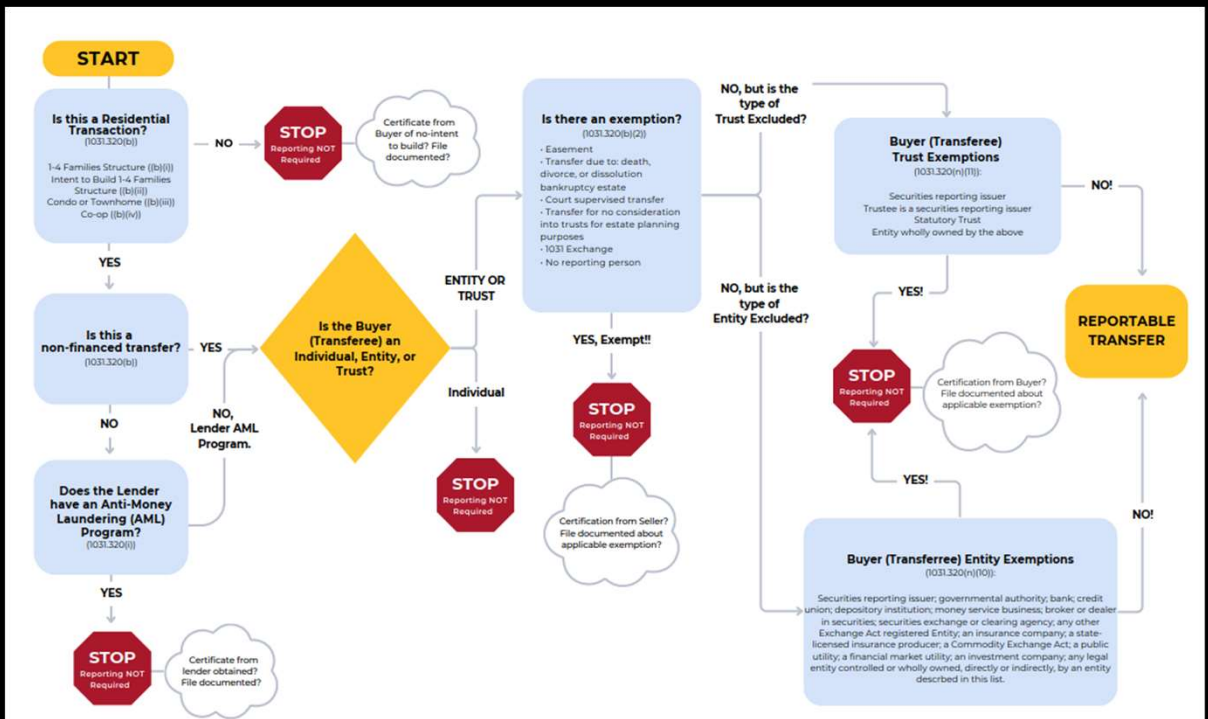 START
Is this a Residential
Transaction?
(1031.320(b)(i))
1-4 Families Structure ((b)(i)
Intent to Build 1-4 Families
Structure ((b)(ii))
Condo or Townhome ((b)(iii))
Co-op ((b)(iv))
NO
STOP
Reporting NOT
Required
Certificate from
Buyer of no-intent
to build? File
documented?
YES
Is this a
non-financed transfer?
(1031.320(b))
YES
NO
NO,
Lender AML
Program.
Does the Lender
have an Anti-Money
Laundering (AML)
Program?
(1031.320(i))
YES
STOP
Reporting NOT
Required
Certificate from
lender obtained?
File documented?
Is the Buyer
(Transferee) an
Individual, Entity, or
Trust?
ENTITY OR
TRUST
Individual
STOP
Reporting NOT
Required
Is there an exemption?
(1031.320(b)(2))
• Easement
• Transfer due to: death,
divorce, or dissolution
bankruptcy estate
• Court supervised transfer
• Transfer for no consideration
into trusts for estate planning
purposes
• 1031 Exchange
• No reporting person
YES, Exempt!!
STOP
Reporting NOT
Required
Certification from Seller?
File documented about
applicable exemption?
NO, but is the
type of
Trust Excluded?
NO, but is the
type of
Entity Excluded?
Buyer (Transferee)
Trust Exemptions
(1031.320(n)(11)):
Securities reporting issuer
Trustee is a securities reporting issuer
Statutory Trust
Entity wholly owned by the above
NO!
YES!
STOP
Reporting NOT
Required
Certification from Buyer?
File documented about
applicable exemption?
REPORTABLE
TRANSFER
YES!
NO!
Buyer (Transferree) Entity Exemptions
(1031.320(n)(10)):
Securities reporting issuer; governmental authority; bank; credit
union; depository institution; money service business; broker or dealer
in securities; securities exchange or clearing agency; any other
Exchange Act registered Entity; an insurance company; a state-
licensed insurance producer; a Commodity Exchange Act; a public
utility; a financial market utility; an investment company; any legal
entity controlled or wholly owned, directly or indirectly, by an entity
descrbed in this list.